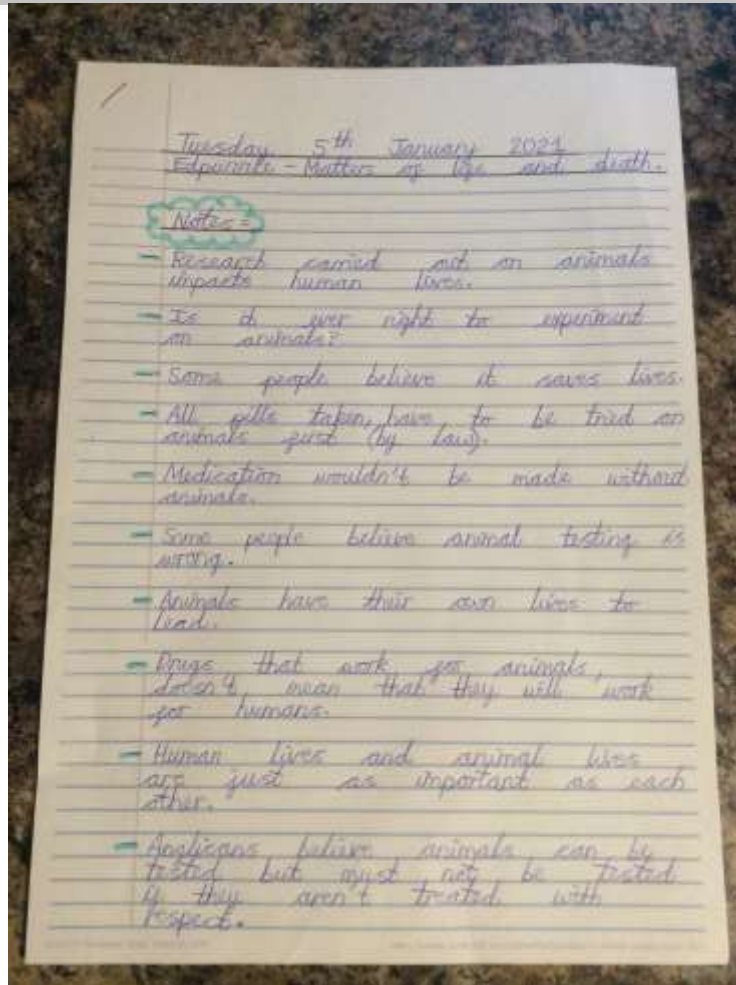 Tuesday 5th January 2021
- Matters of life and death.
Notes =
- Research carried out on animals
impacts human lives.
- Is it ever right to experiment
on animals?
- Some people believe it saves lives.
- All pills taken, have to be tried on
animals just (by law).
- Medication wouldn't be made without
animals.
- Some people believe animal testing is
wrong.
- Animals have their own lives to
lead.
- Drugs that work for animals,
doesn't mean that they will work
for humans.
- Human lives and animal lives
are just as important as each
other.
- Anglicans believe animals can be
tested but must not be tested
if they aren't treated with
respect.